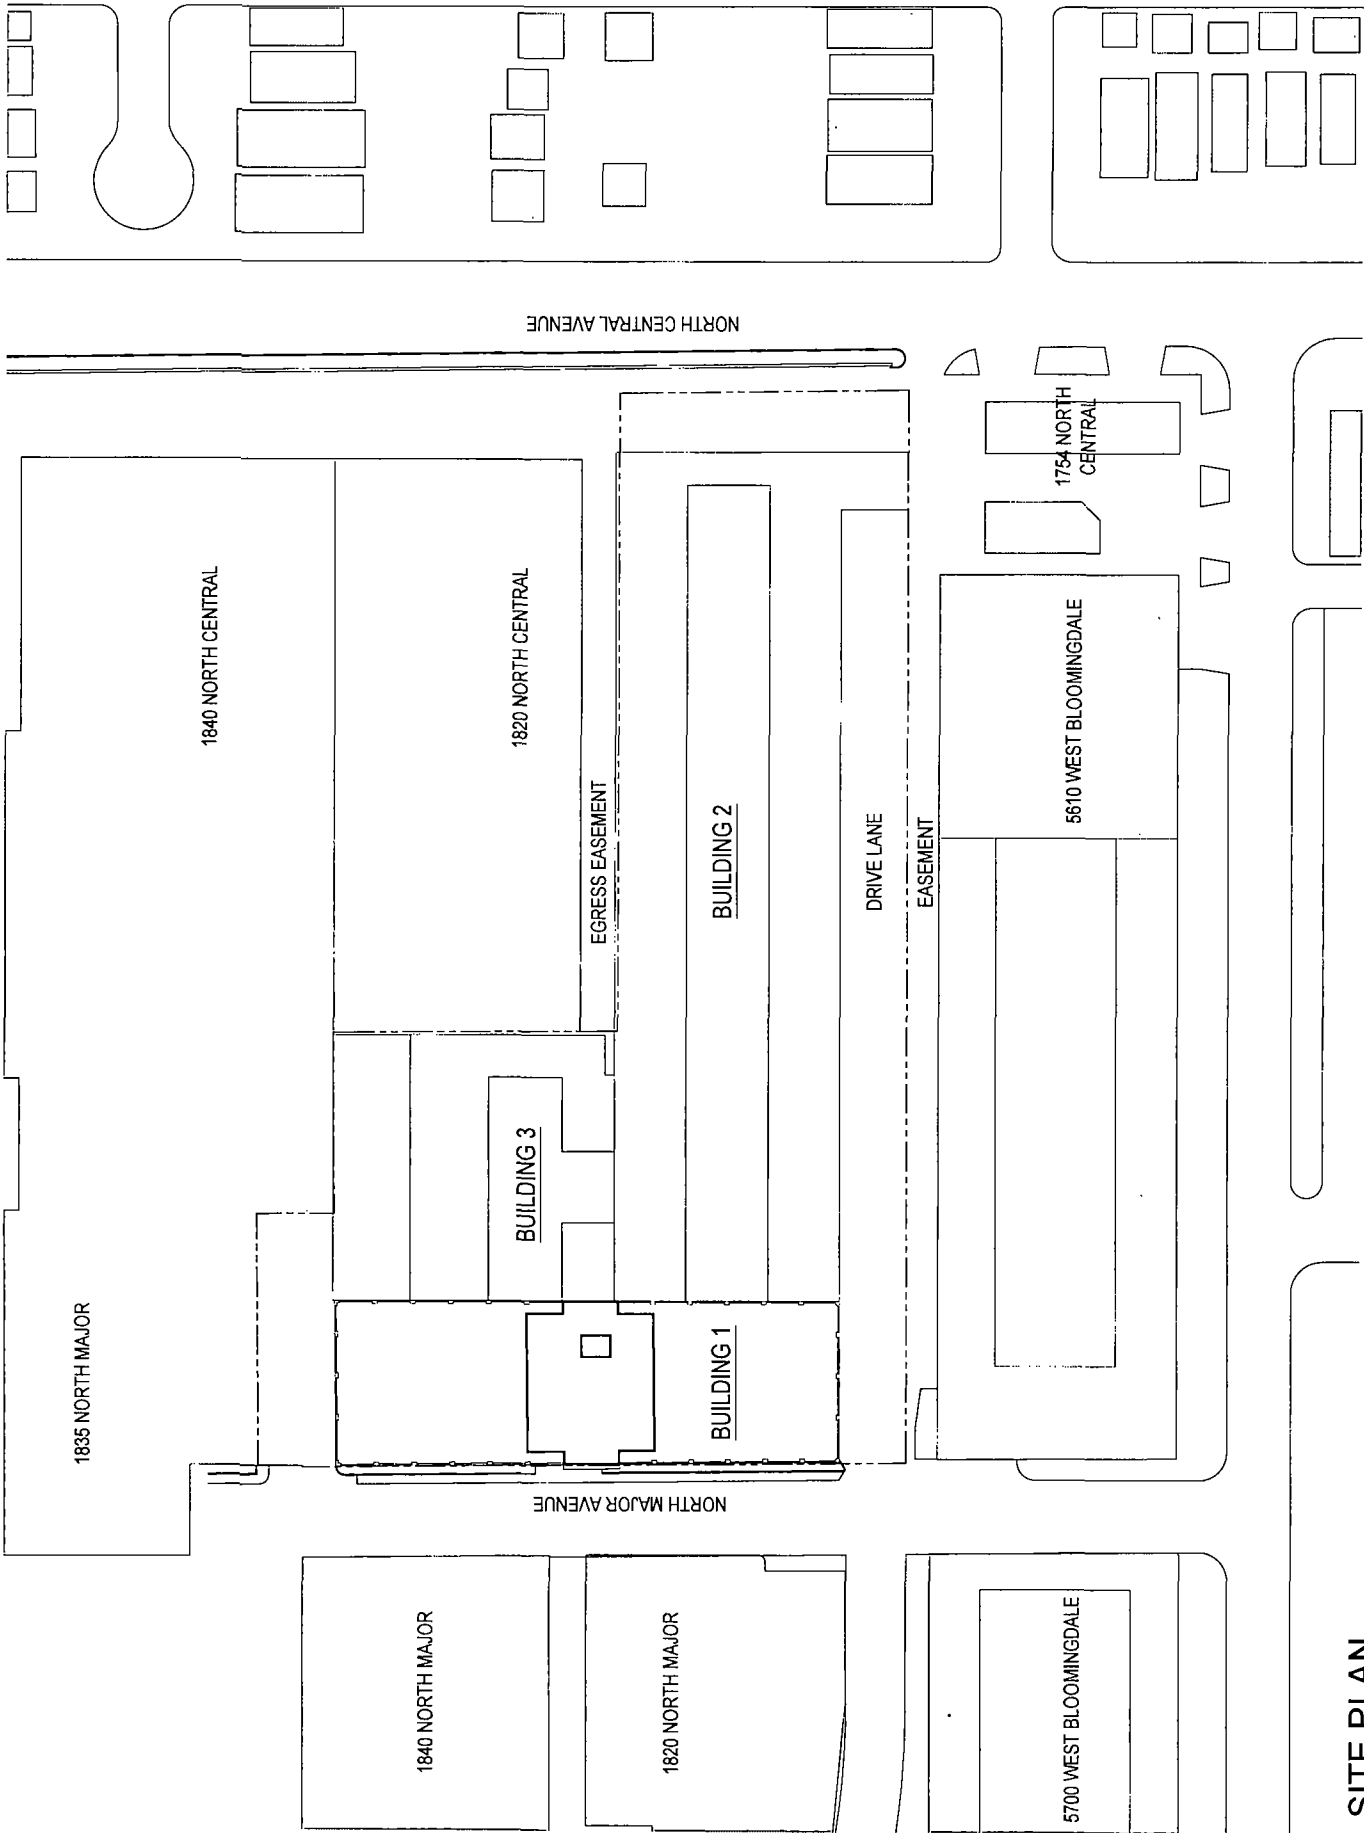 1835 NORTH MAJOR
1840 NORTH CENTRAL
1840 NORTH MAJOR
1820 NORTH CENTRAL
BUILDING 3
NORTH MAJOR AVENUE
NORTH CENTRAL AVENUE
EGRESS EASEMENT
1820 NORTH MAJOR
BUILDING 1
BUILDING 2
DRIVE LANE
EASEMENT
5700 WEST BLOOMINGDALE
5610 WEST BLOOMINGDALE
1754 NORTH
CENTRAL
SITE PLAN